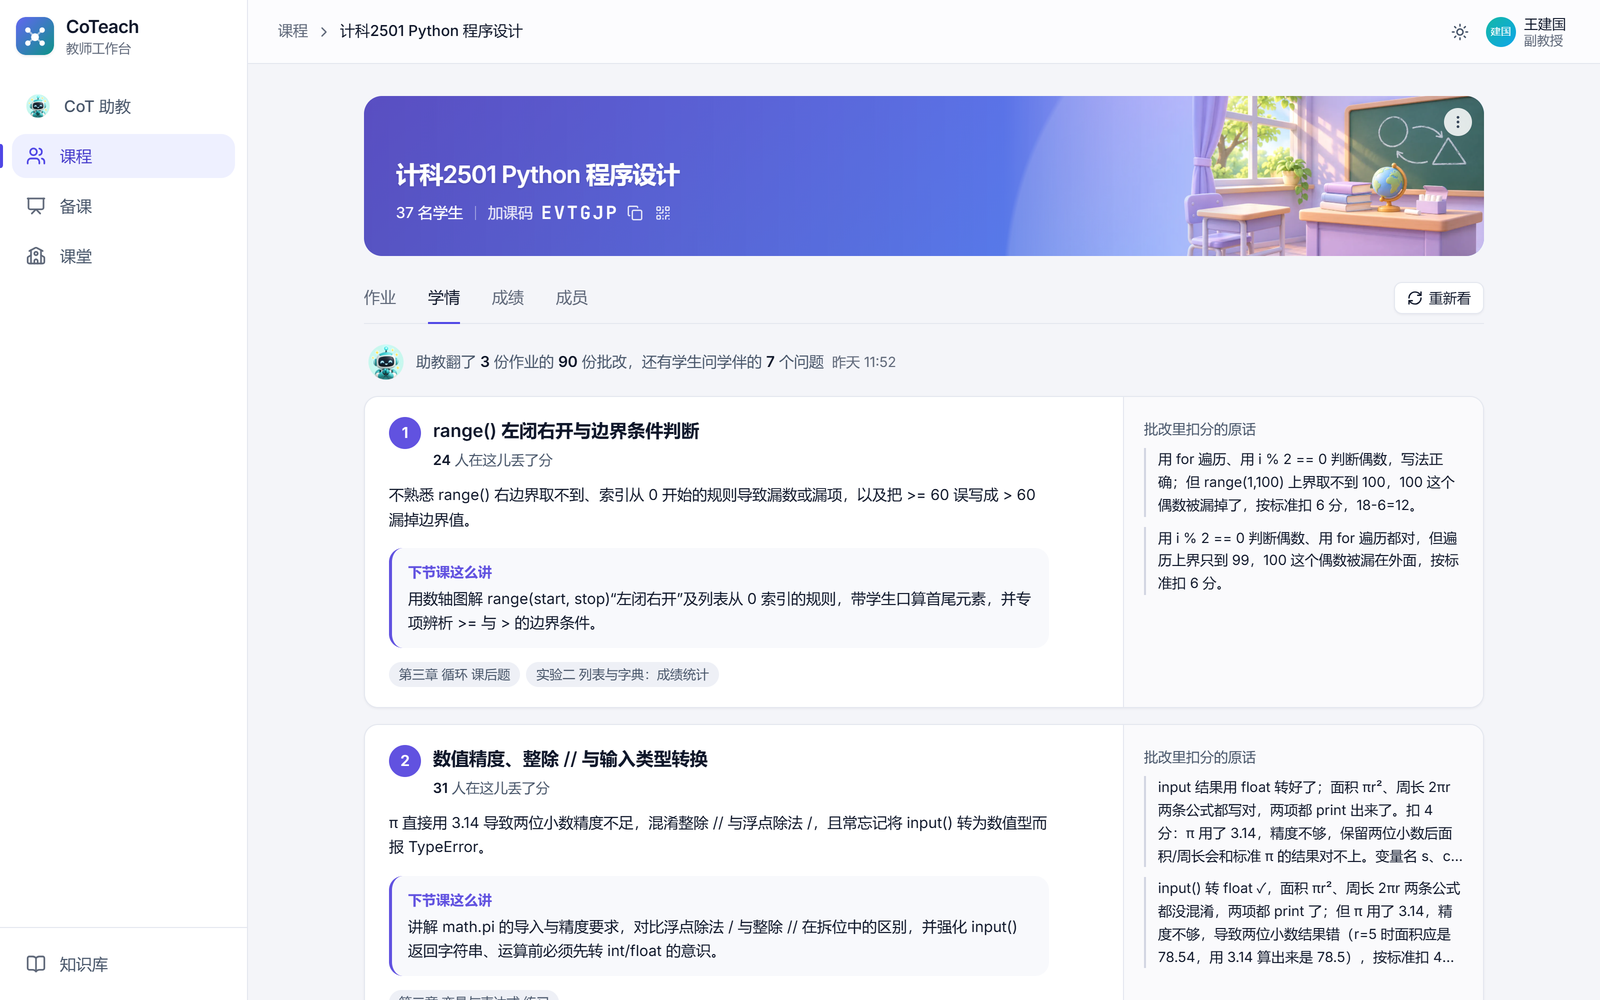 CoTeach
教师工作台
CoT 助教
课程
备课
课堂
知识库
课程 > 计科2501 Python 程序设计
建国
王建国
副教授
计科2501 Python 程序设计
37 名学生 | 加课码 EVTGJP
作业 学情 成绩 成员
重新看
助教翻了 3 份作业的 90 份批改，还有学生问学伴的 7 个问题 昨天 11:52
1 range() 左闭右开与边界条件判断
24 人在这儿丢了分
不熟悉 range() 右边界取不到、索引从 0 开始的规则导致漏数或漏项，以及把 >= 60 误写成 > 60
漏掉边界值。
下节课这么讲
用数轴图解 range(start, stop)“左闭右开”及列表从 0 索引的规则，带学生口算首尾元素，并专
项辨析 >= 与 > 的边界条件。
第三章 循环 课后题 实验二 列表与字典：成绩统计
批改里扣分的原话
用 for 遍历、用 i % 2 == 0 判断偶数，写法正
确；但 range(1,100) 上界取不到 100，100 这个
偶数被漏掉了，按标准扣 6 分，18-6=12。
用 i % 2 == 0 判断偶数、用 for 遍历都对，但遍
历上界只到 99，100 这个偶数被漏在外面，按标
准扣 6 分。
2 数值精度、整除 // 与输入类型转换
31 人在这儿丢了分
π 直接用 3.14 导致两位小数精度不足，混淆整除 // 与浮点除法 /，且常忘记将 input() 转为数值型而
报 TypeError。
下节课这么讲
讲解 math.pi 的导入与精度要求，对比浮点除法 / 与整除 // 在拆位中的区别，并强化 input()
返回字符串、运算前必须先转 int/float 的意识。
批改里扣分的原话
input 结果用 float 转好了；面积 πr²、周长 2πr
两条公式都写对，两项都 print 出来了。扣 4
分：π 用了 3.14，精度不够，保留两位小数后面
积/周长会和标准 π 的结果对不上。变量名 s、c...
input() 转 float ✓，面积 πr²、周长 2πr 两条公式
都没混淆，两项都 print 了；但 π 用了 3.14，精
度不够，导致两位小数结果错（r=5 时面积应是
78.54，用 3.14 算出来是 78.5），按标准扣 4...